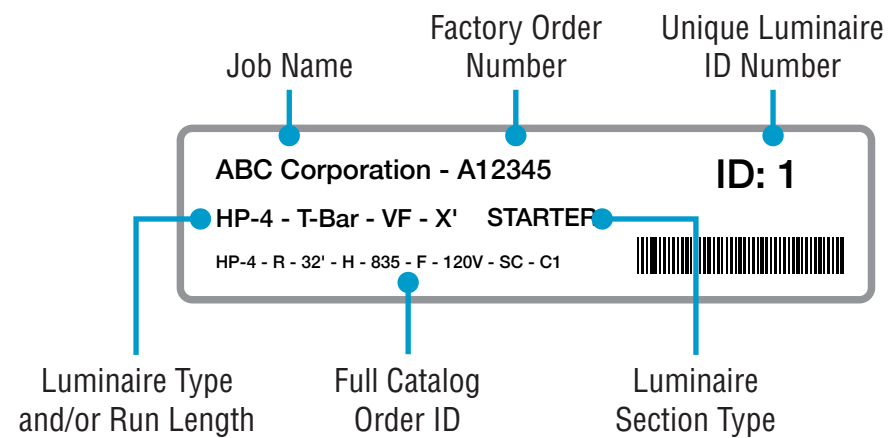 Job Name
Factory Order
Number
Unique Luminaire
ID Number
ABC Corporation - A12345
ID: 1
HP-4 - T-Bar - VF - X' STARTER
HP-4 - R - 32' - H - 835 - F - 120V - SC - C1
Luminaire Type
and/or Run Length
Full Catalog
Order ID
Luminaire
Section Type